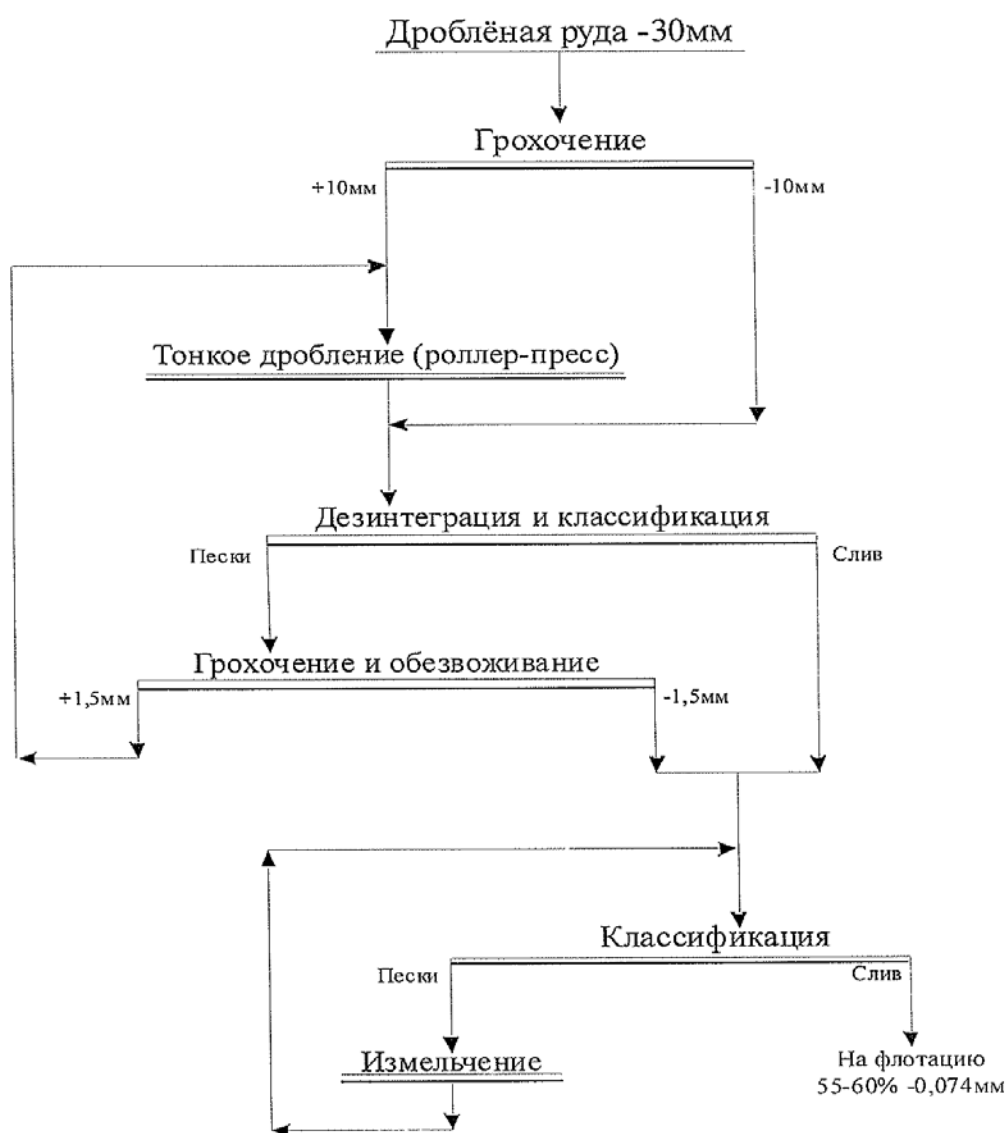 Дроблёная руда -30мм
Грохочение
+10мм
-10мм
Тонкое дробление (роллер-пресс)
Дезинтеграция и классификация
Пески
Слив
Грохочение и обезвоживание
+1,5мм
-1,5мм
Классификация
Пески
Слив
Измельчение
На флотацию
55-60% -0,074мм